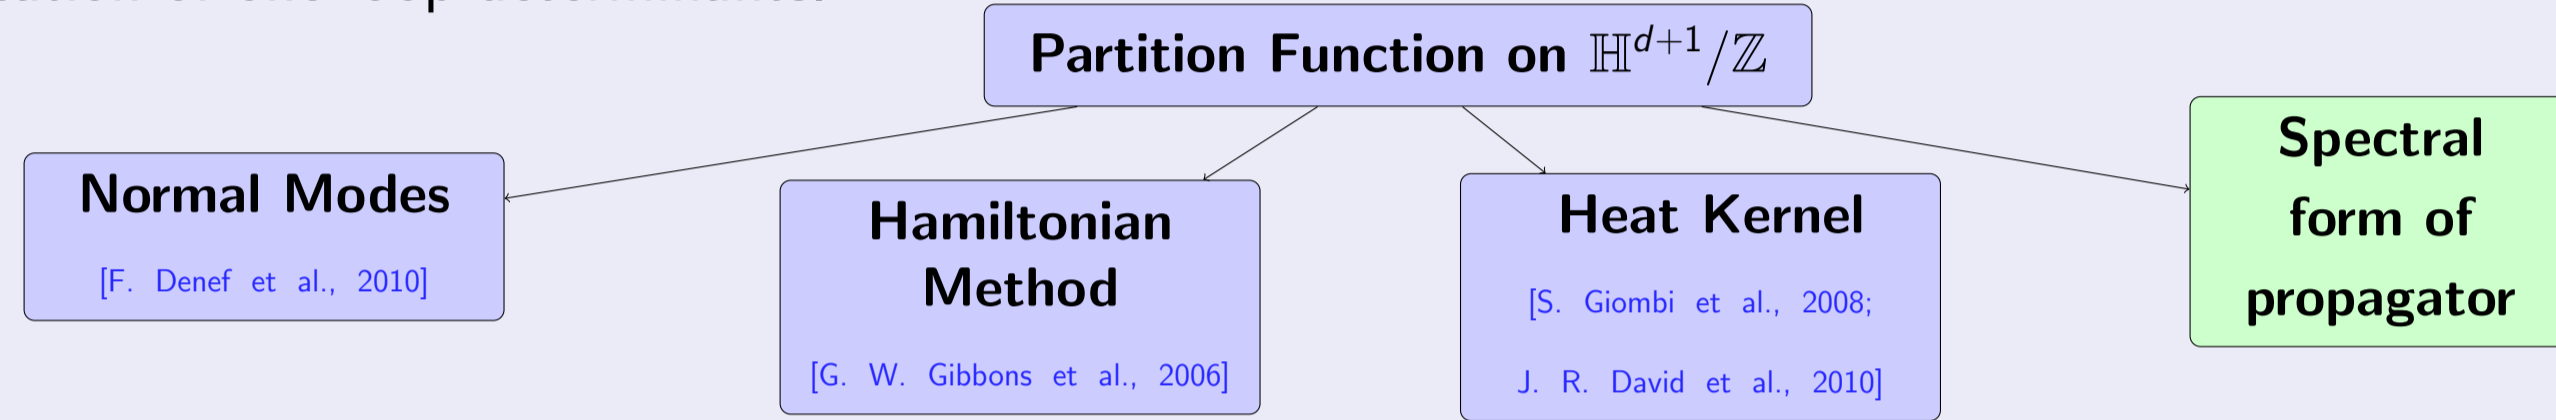 Partition Function on ℍ^{d+1}/ℤ
Normal Modes
[F. Denef et al., 2010]
Hamiltonian
Method
[G. W. Gibbons et al., 2006]
Heat Kernel
[S. Giombi et al., 2008;
J. R. David et al., 2010]
Spectral
form of
propagator